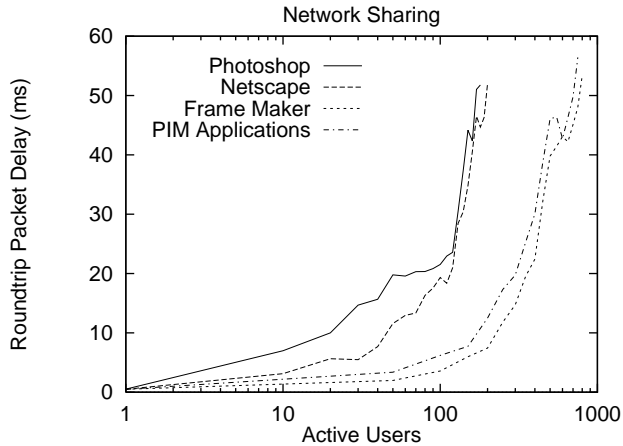 Network Sharing
60
50
40
30
20
10
0
Roundtrip Packet Delay (ms)
Photoshop
Netscape
Frame Maker
PIM Applications
1 10 100 1000
Active Users